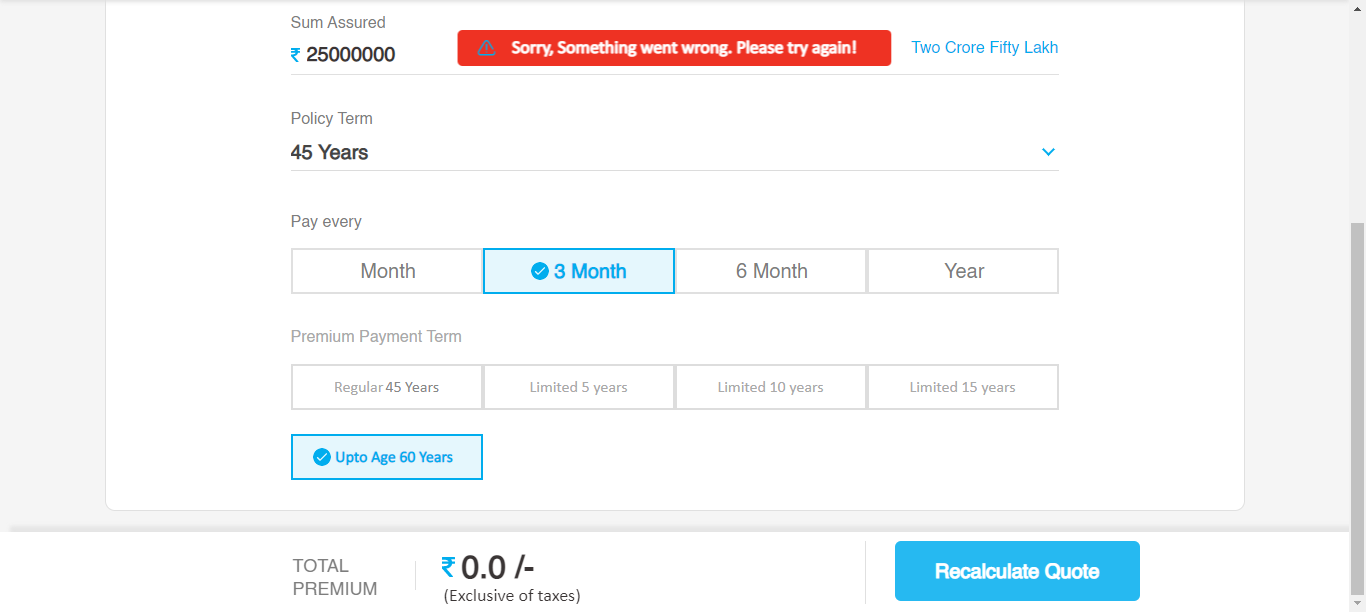 Sum Assured
₹ 25000000
Sorry, Something went wrong. Please try again!
Two Crore Fifty Lakh
Policy Term
45 Years
Pay every
Month
3 Month
6 Month
Year
Premium Payment Term
Regular 45 Years
Limited 5 years
Limited 10 years
Limited 15 years
Upto Age 60 Years
TOTAL
PREMIUM
₹ 0.0 /-
(Exclusive of taxes)
Recalculate Quote